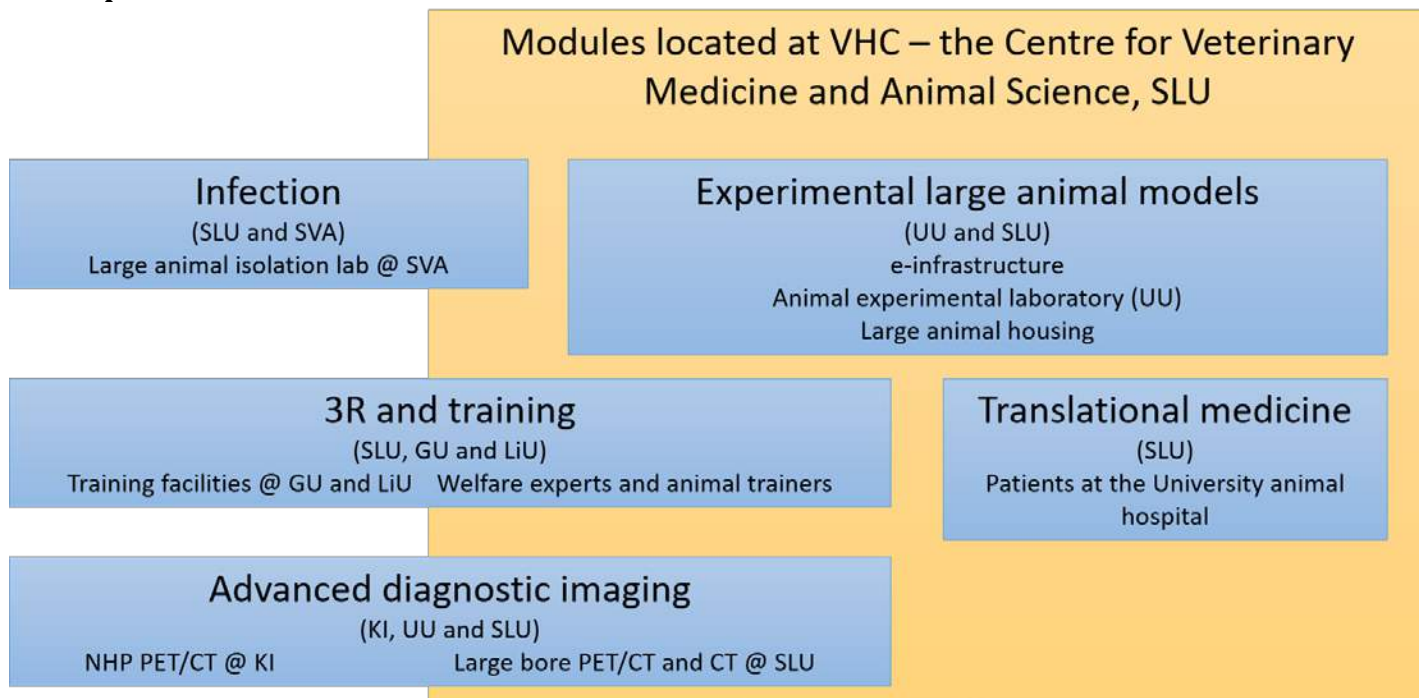 Modules located at VHC – the Centre for Veterinary
Medicine and Animal Science, SLU
Infection
(SLU and SVA)
Large animal isolation lab @ SVA
Experimental large animal models
(UU and SLU)
e-infrastructure
Animal experimental laboratory (UU)
Large animal housing
3R and training
(SLU, GU and LiU)
Training facilities @ GU and LiU Welfare experts and animal trainers
Translational medicine
(SLU)
Patients at the University animal
hospital
Advanced diagnostic imaging
(KI, UU and SLU)
NHP PET/CT @ KI Large bore PET/CT and CT @ SLU